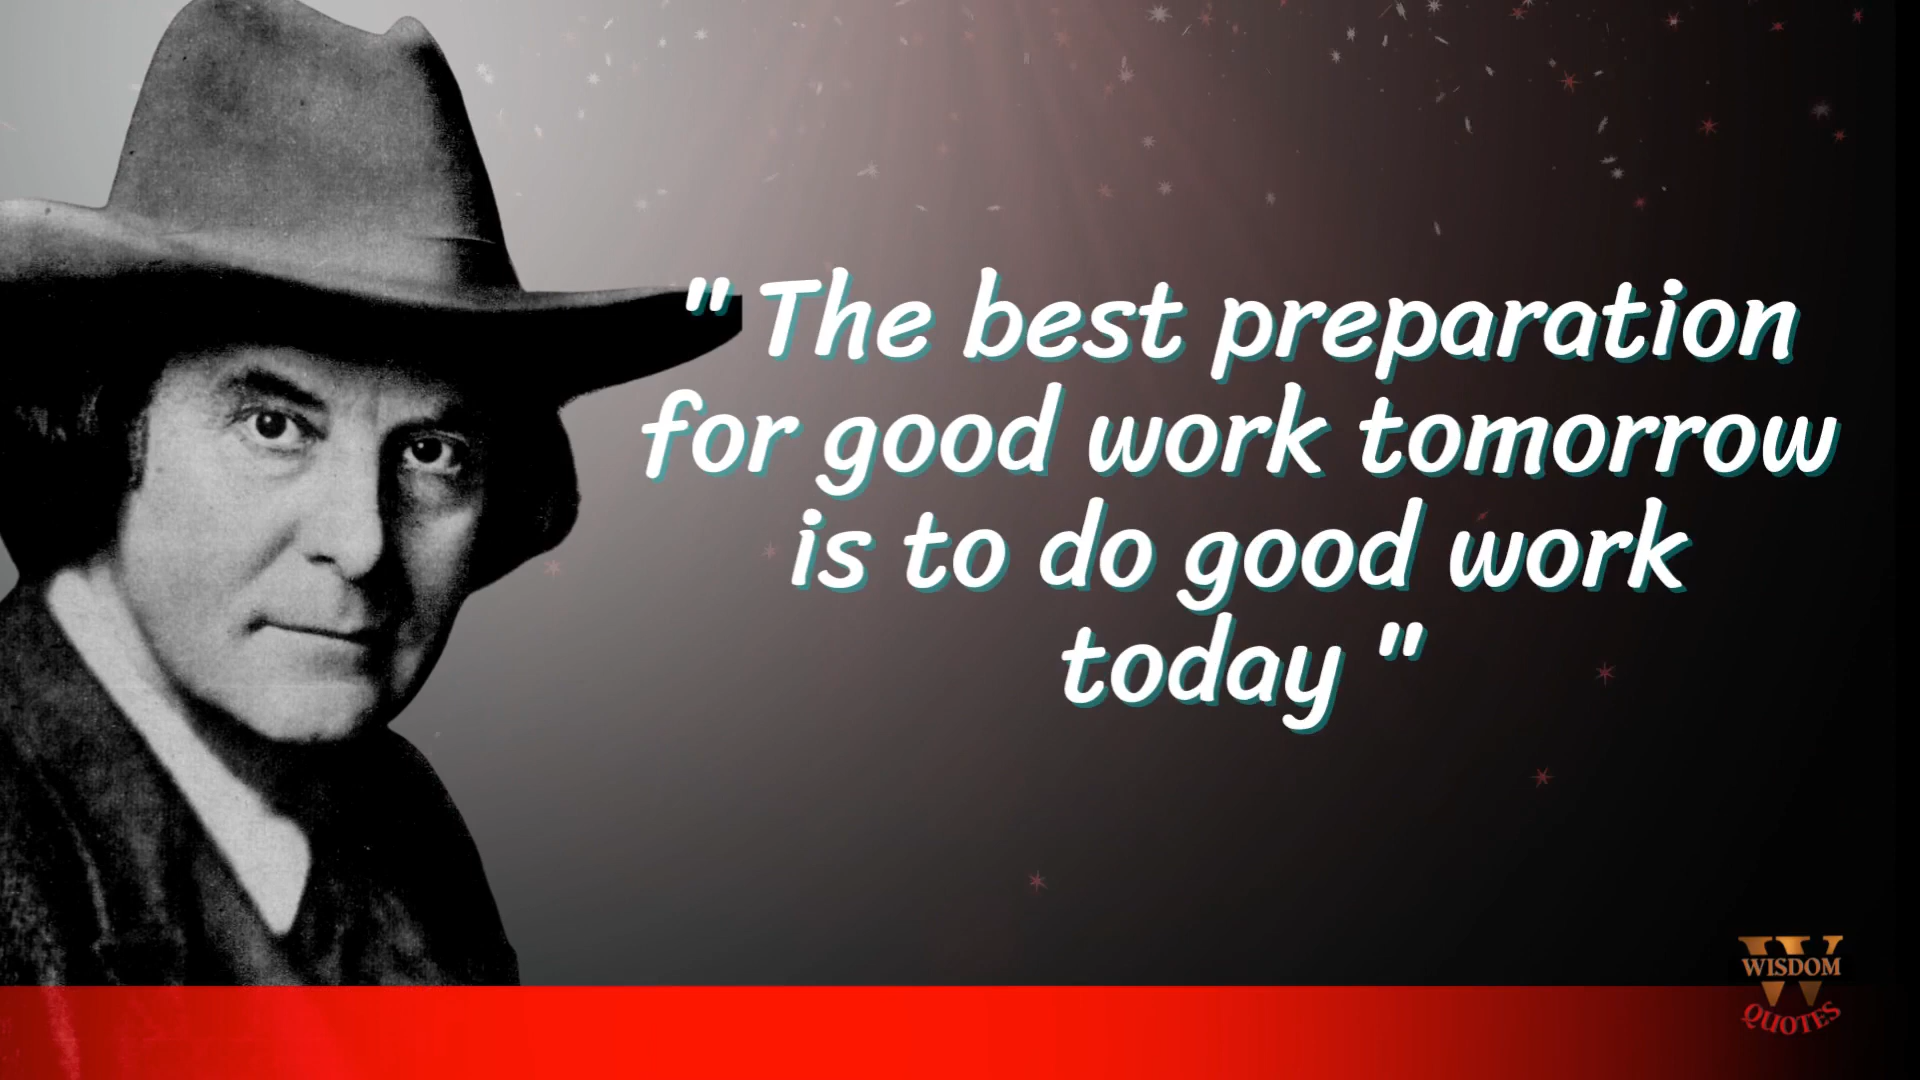 " The best preparation
for good work tomorrow
is to do good work
today "
W
WISDOM
QUOTES